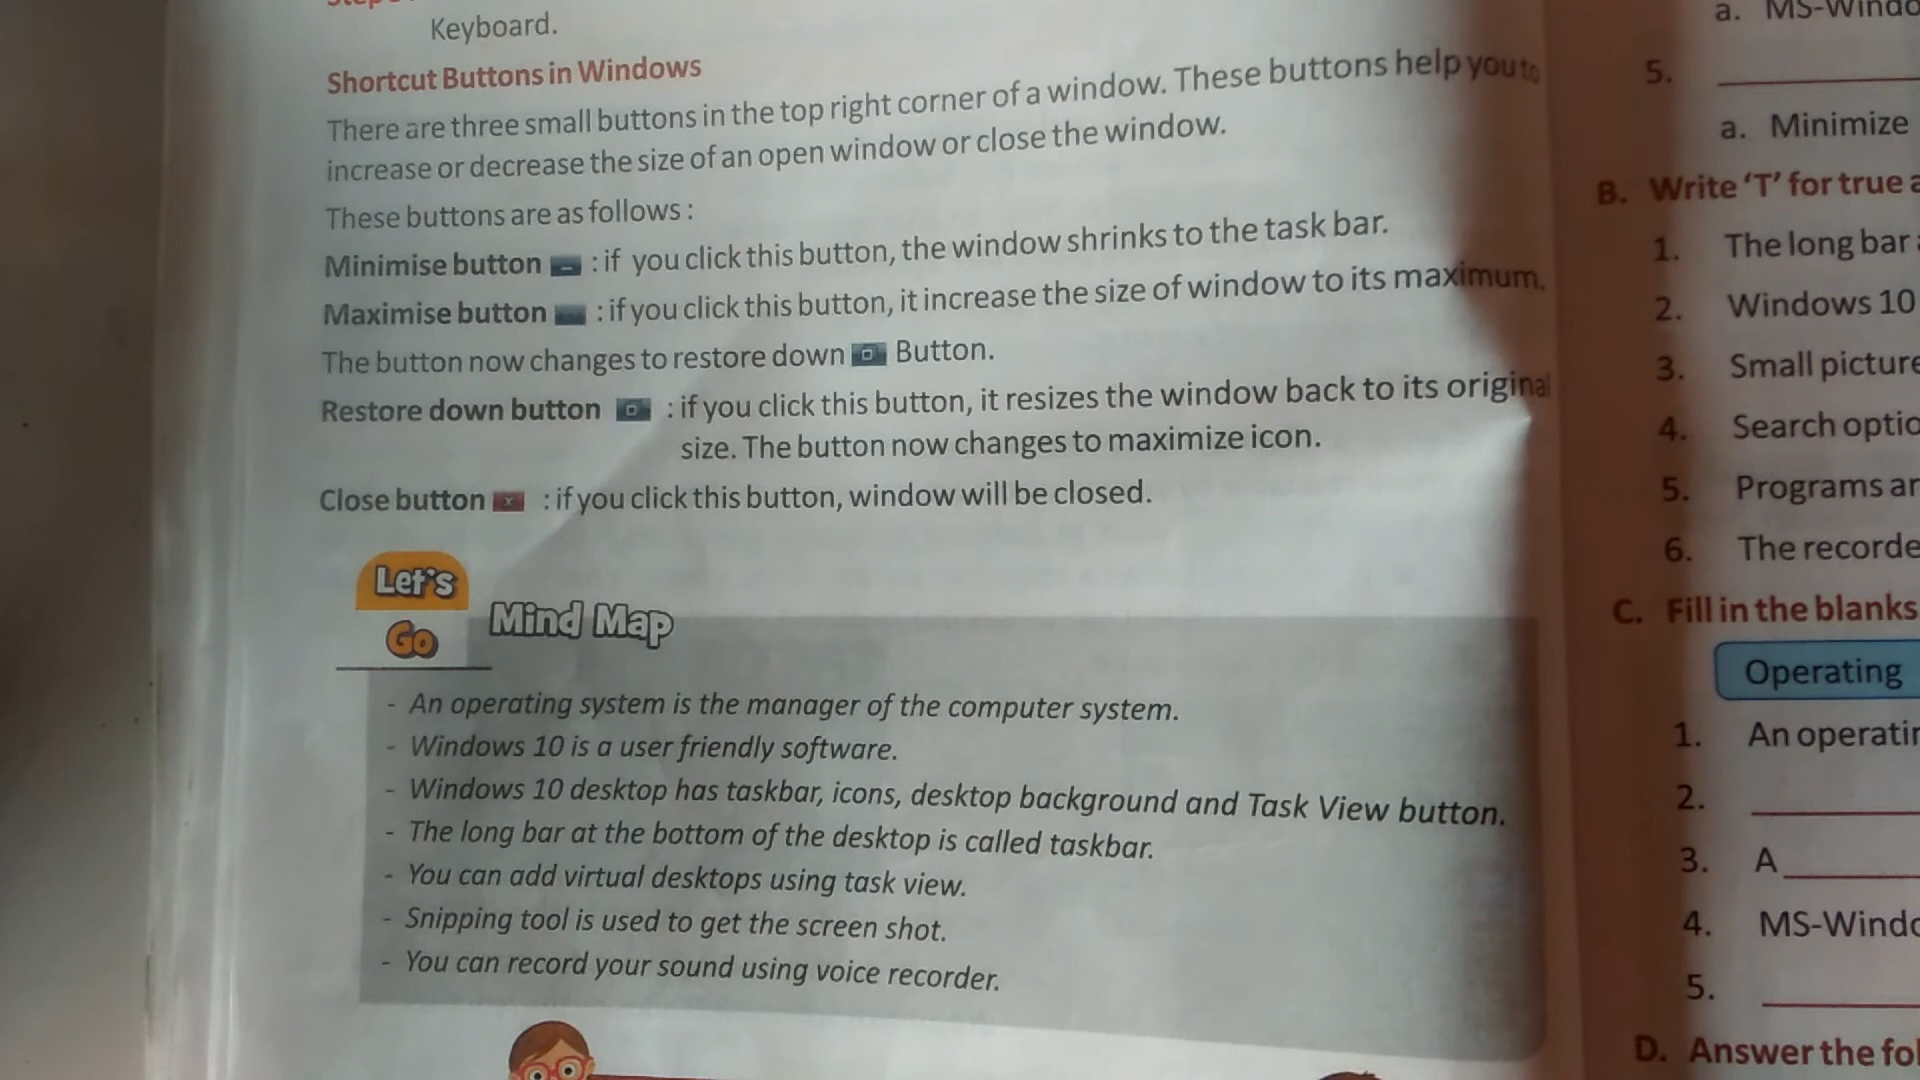 Keyboard.
Shortcut Buttons in Windows
There are three small buttons in the top right corner of a window. These buttons help you to
increase or decrease the size of an open window or close the window.
These buttons are as follows :
Minimise button : if you click this button, the window shrinks to the task bar.
Maximise button : if you click this button, it increase the size of window to its maximum.
The button now changes to restore down Button.
Restore down button : if you click this button, it resizes the window back to its original
size. The button now changes to maximize icon.
Close button : if you click this button, window will be closed.
Let's
Go
Mind Map
- An operating system is the manager of the computer system.
- Windows 10 is a user friendly software.
- Windows 10 desktop has taskbar, icons, desktop background and Task View button.
- The long bar at the bottom of the desktop is called taskbar.
- You can add virtual desktops using task view.
- Snipping tool is used to get the screen shot.
- You can record your sound using voice recorder.
a.
5.
a. Minimize
B. Write 'T' for true
1. The long bar
2. Windows 10
3. Small
4. Search
5. Programs
6. The
C. Fill in the blanks
Operating
1. An
2.
3. A
4.
5.
D. Answer the